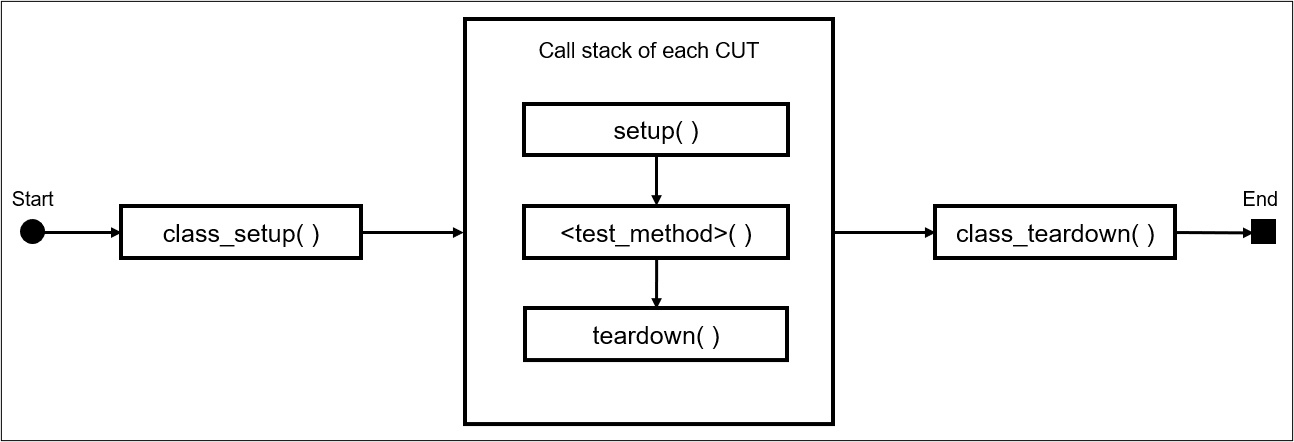 Call stack of each CUT
setup( )
Start
class_setup( )
<test_method>( )
class_teardown( )
End
teardown( )